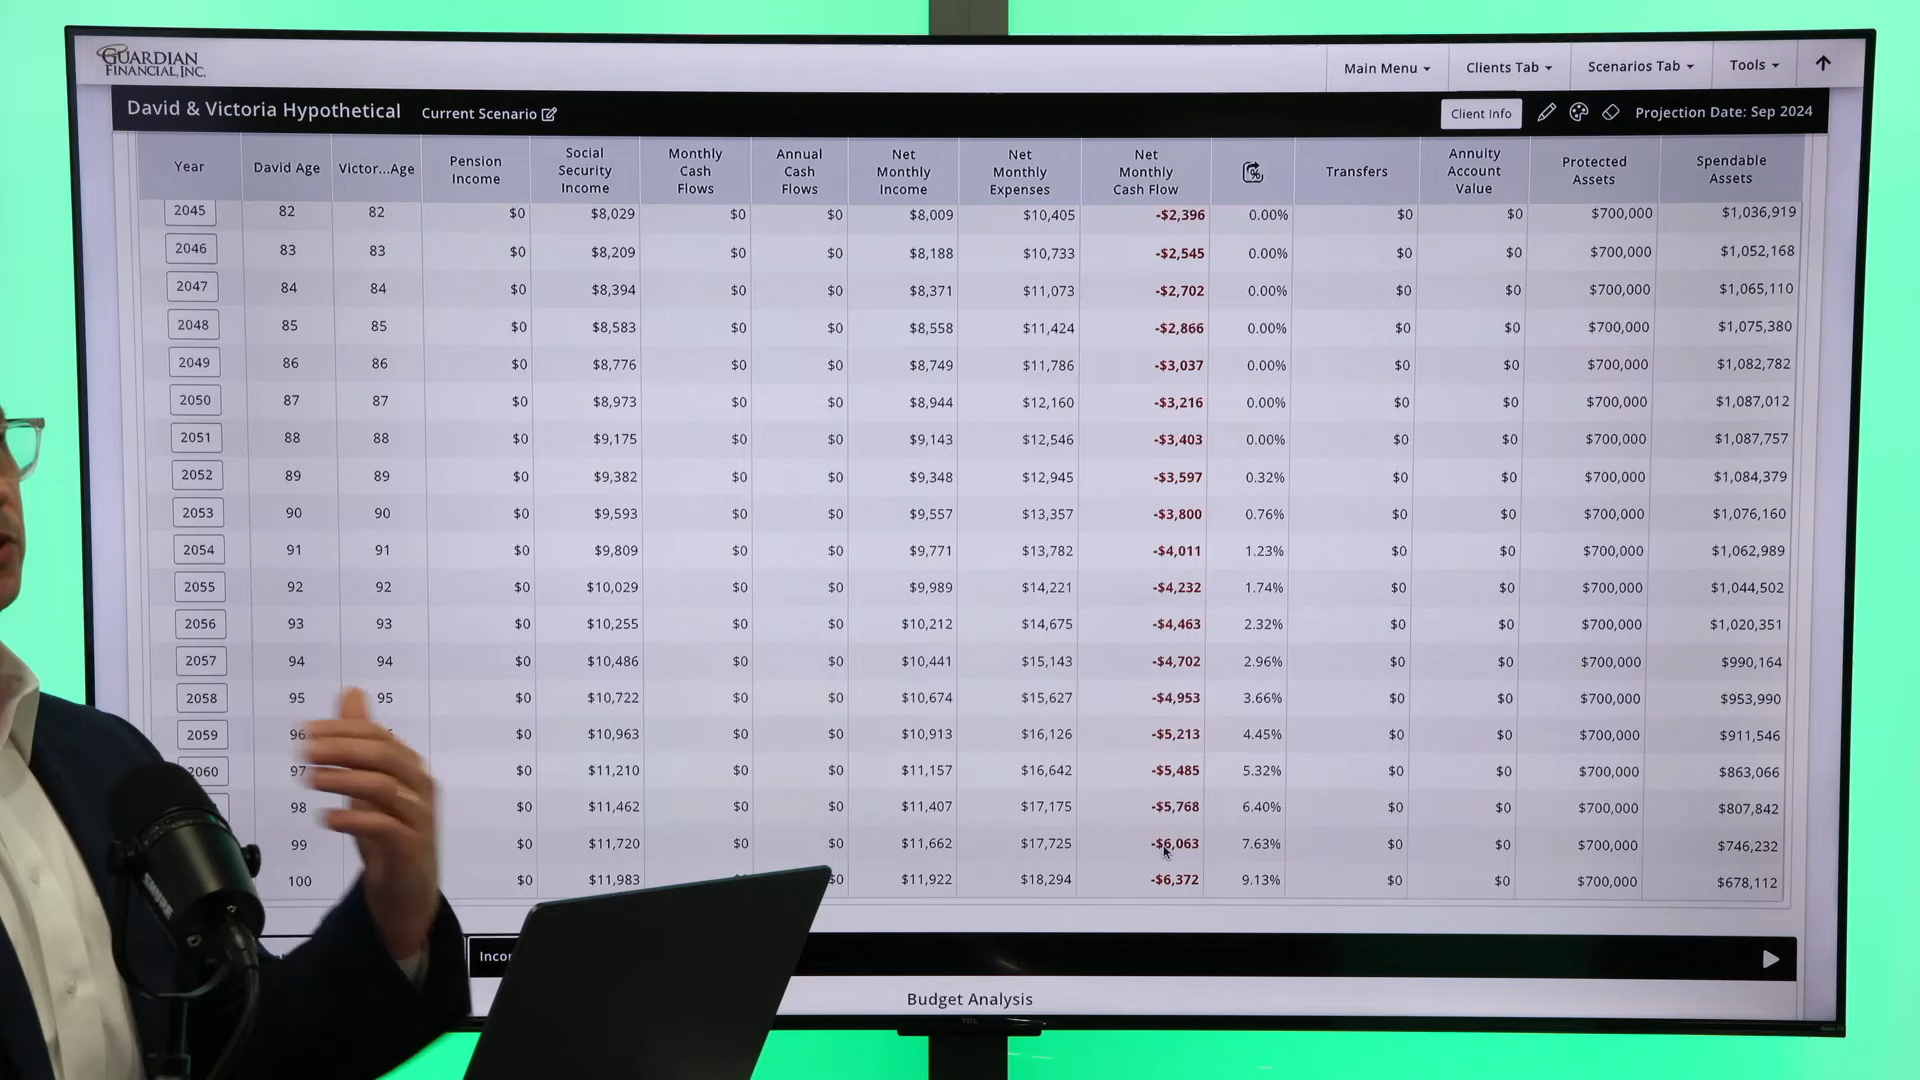 GUARDIAN
FINANCIAL, INC.
Main Menu Clients Tab Scenarios Tab Tools
David & Victoria Hypothetical Current Scenario Client Info Projection Date: Sep 2024
Year David Age Victor...Age Pension Income Social Security Income Monthly Cash Flows Annual Cash Flows Net Monthly Income Net Monthly Expenses Net Monthly Cash Flow % Transfers Annuity Account Value Protected Assets Spendable Assets
2045 82 82 $0 $8,029 $0 $0 $8,009 $10,405 -$2,396 0.00% $0 $0 $700,000 $1,036,919
2046 83 83 $0 $8,209 $0 $0 $8,188 $10,733 -$2,545 0.00% $0 $0 $700,000 $1,052,168
2047 84 84 $0 $8,394 $0 $0 $8,371 $11,073 -$2,702 0.00% $0 $0 $700,000 $1,065,110
2048 85 85 $0 $8,583 $0 $0 $8,558 $11,424 -$2,866 0.00% $0 $0 $700,000 $1,075,380
2049 86 86 $0 $8,776 $0 $0 $8,749 $11,786 -$3,037 0.00% $0 $0 $700,000 $1,082,782
2050 87 87 $0 $8,973 $0 $0 $8,944 $12,160 -$3,216 0.00% $0 $0 $700,000 $1,087,012
2051 88 88 $0 $9,175 $0 $0 $9,143 $12,546 -$3,403 0.00% $0 $0 $700,000 $1,087,757
2052 89 89 $0 $9,382 $0 $0 $9,348 $12,945 -$3,597 0.32% $0 $0 $700,000 $1,084,379
2053 90 90 $0 $9,593 $0 $0 $9,557 $13,357 -$3,800 0.76% $0 $0 $700,000 $1,076,160
2054 91 91 $0 $9,809 $0 $0 $9,771 $13,782 -$4,011 1.23% $0 $0 $700,000 $1,062,989
2055 92 92 $0 $10,029 $0 $0 $9,989 $14,221 -$4,232 1.74% $0 $0 $700,000 $1,044,502
2056 93 93 $0 $10,255 $0 $0 $10,212 $14,675 -$4,463 2.32% $0 $0 $700,000 $1,020,351
2057 94 94 $0 $10,486 $0 $0 $10,441 $15,143 -$4,702 2.96% $0 $0 $700,000 $990,164
2058 95 95 $0 $10,722 $0 $0 $10,674 $15,627 -$4,953 3.66% $0 $0 $700,000 $953,990
2059 96 $0 $10,963 $0 $0 $10,913 $16,126 -$5,213 4.45% $0 $0 $700,000 $911,546
2060 97 $0 $11,210 $0 $0 $11,157 $16,642 -$5,485 5.32% $0 $0 $700,000 $863,066
98 $0 $11,462 $0 $0 $11,407 $17,175 -$5,768 6.40% $0 $0 $700,000 $807,842
99 $0 $11,720 $0 $0 $11,662 $17,725 -$6,063 7.63% $0 $0 $700,000 $746,232
100 $0 $11,983 $0 $11,922 $18,294 -$6,372 9.13% $0 $0 $700,000 $678,112
Budget Analysis
TCL
SHURE